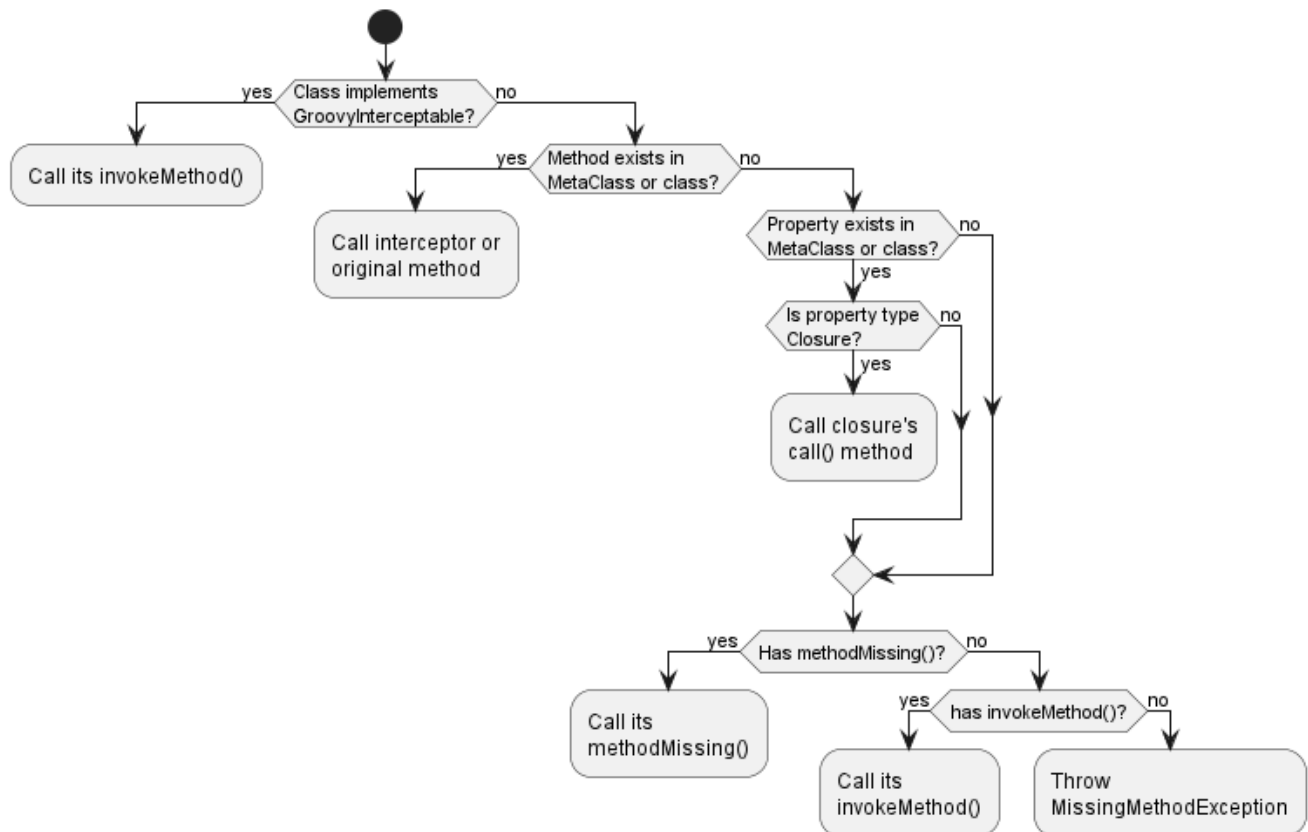 yes
Class implements
GroovyInterceptable?
no
Call its invokeMethod()
yes
Method exists in
MetaClass or class?
no
Call interceptor or
original method
Property exists in
MetaClass or class?
no
yes
Is property type
Closure?
no
yes
Call closure's
call() method
yes
Has methodMissing()?
no
Call its
methodMissing()
yes
has invokeMethod()?
no
Call its
invokeMethod()
Throw
MissingMethodException